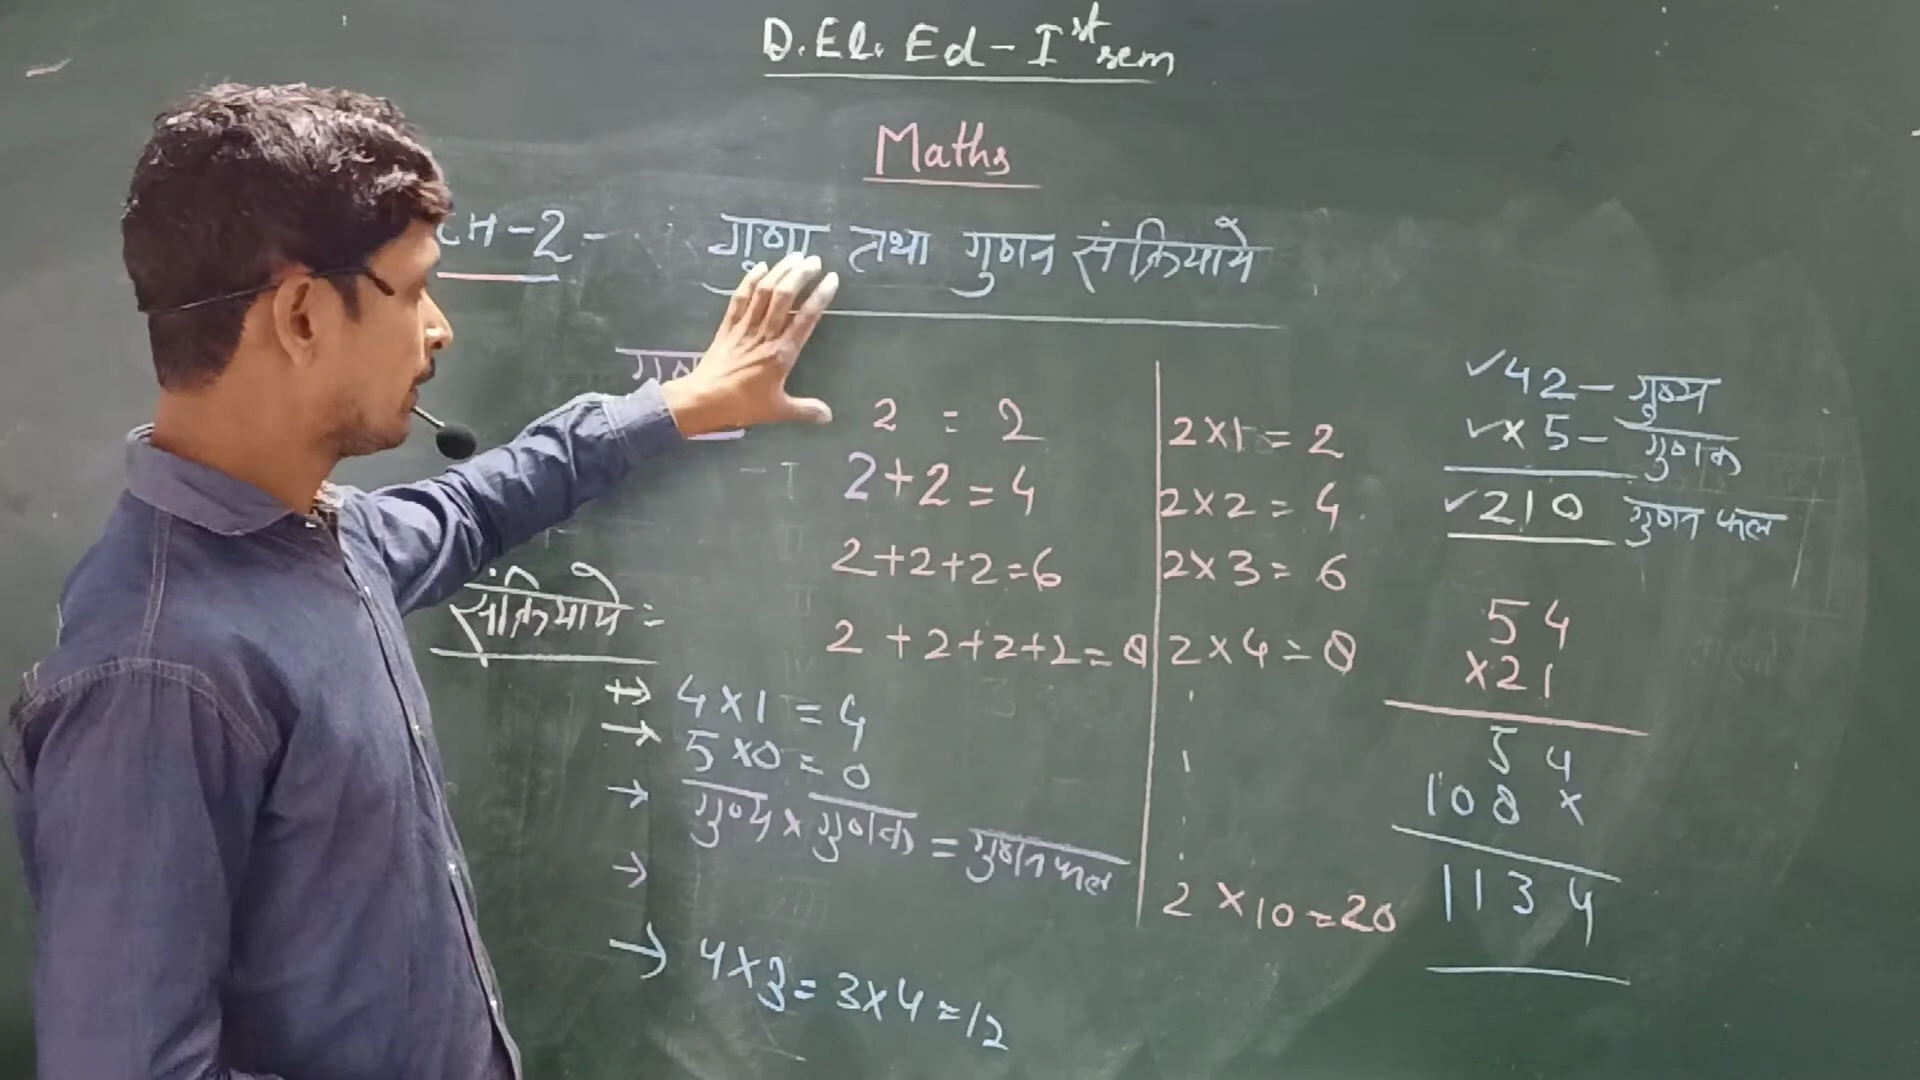 D.El.Ed - Ist sem
Maths
CH-2 - गुणा तथा गुणन संक्रियाये
2 = 2
2+2=4
2+2+2=6
2+2+2+2=8
2×1=2
2×2=4
2×3=6
2×4=8
2×10=20
संक्रियाये =
→ 4×1=4
→ 5×0=0
→ गुण्य × गुणक = गुणनफल
→
→ 4×3=3×4=12
✓42 - गुण्य
✓×5 - गुणक
✓210 गुणनफल
54
×21
54
108×
1134